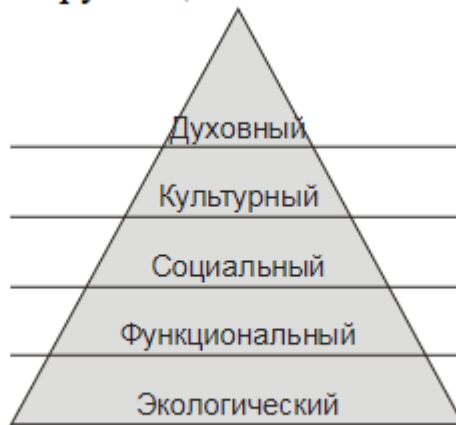 Духовный
Культурный
Социальный
Функциональный
Экологический